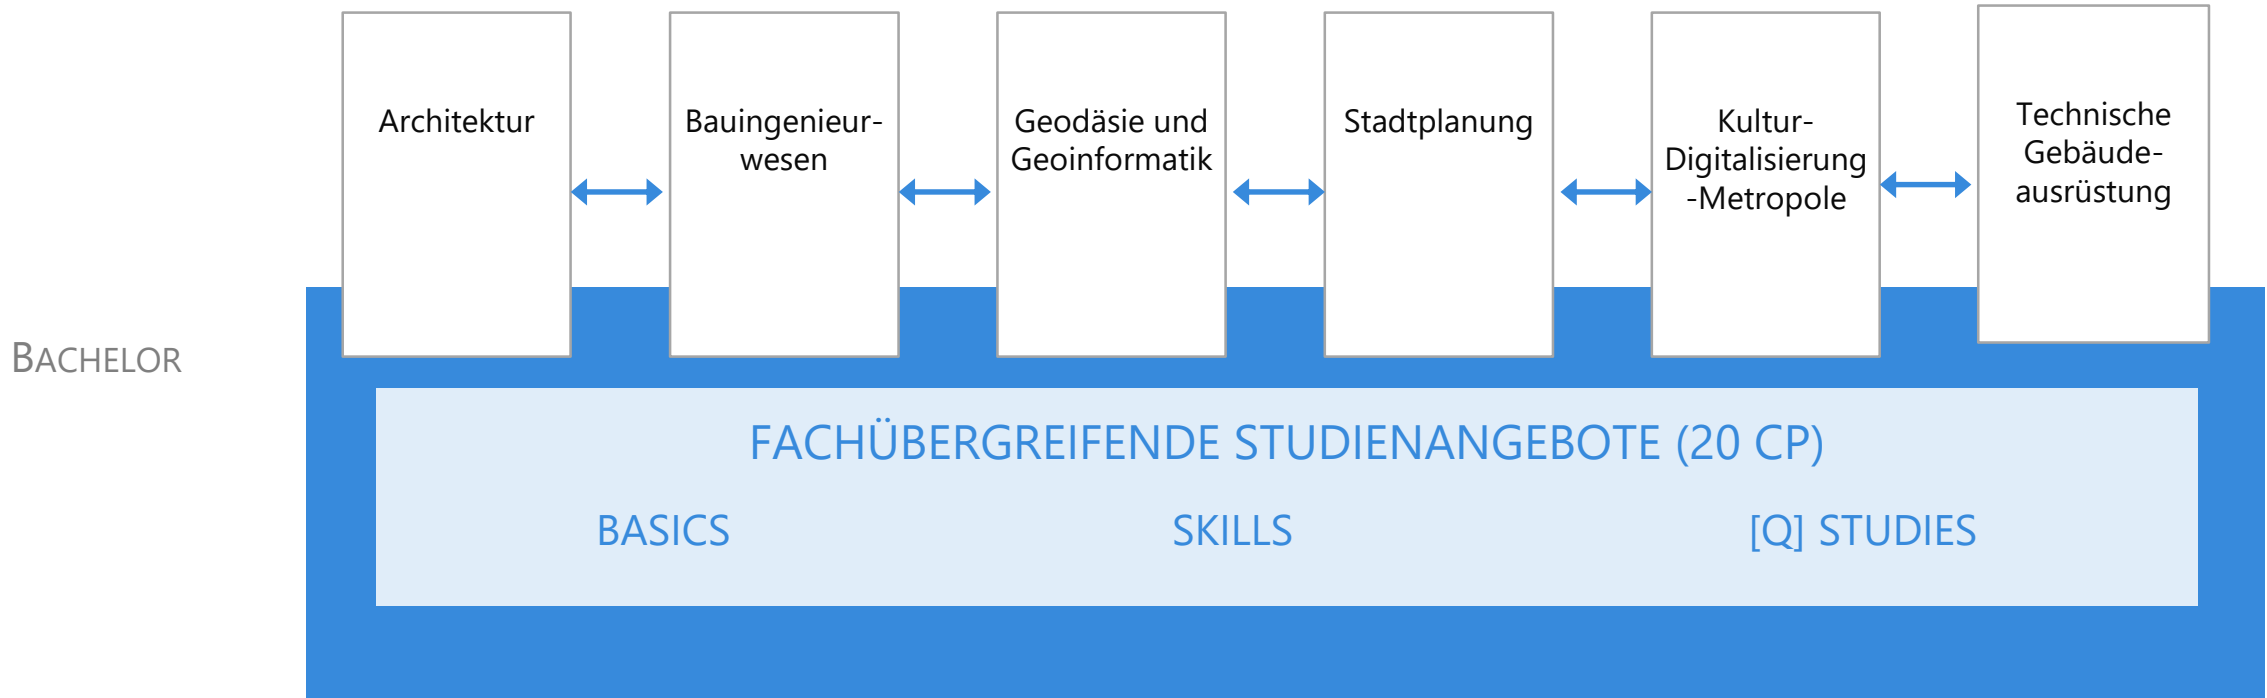 Architektur
Bauingenieur-
wesen
Geodäsie und
Geoinformatik
Stadtplanung
Kultur-
Digitalisierung
-Metropole
Technische
Gebäude-
ausrüstung
BACHELOR
FACHÜBERGREIFENDE STUDIENANGEBOTE (20 CP)
BASICS
SKILLS
[Q] STUDIES